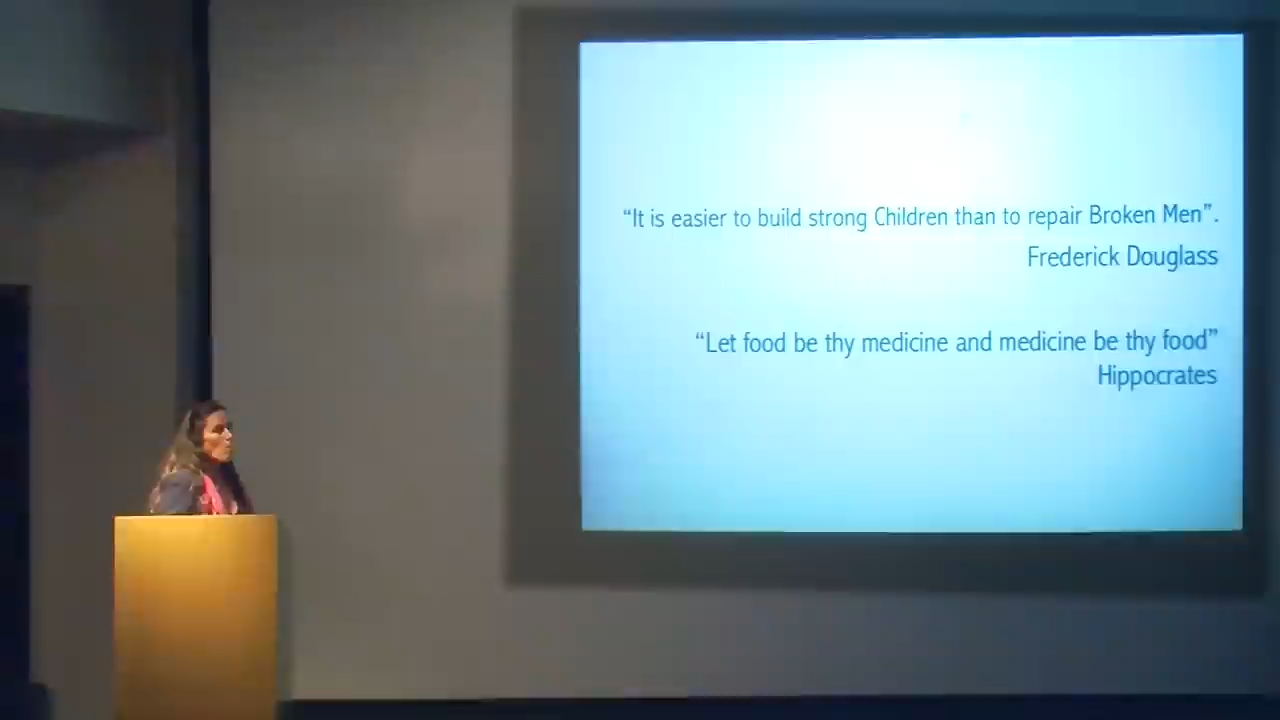 “It is easier to build strong Children than to repair Broken Men”.
Frederick Douglass
“Let food be thy medicine and medicine be thy food”
Hippocrates